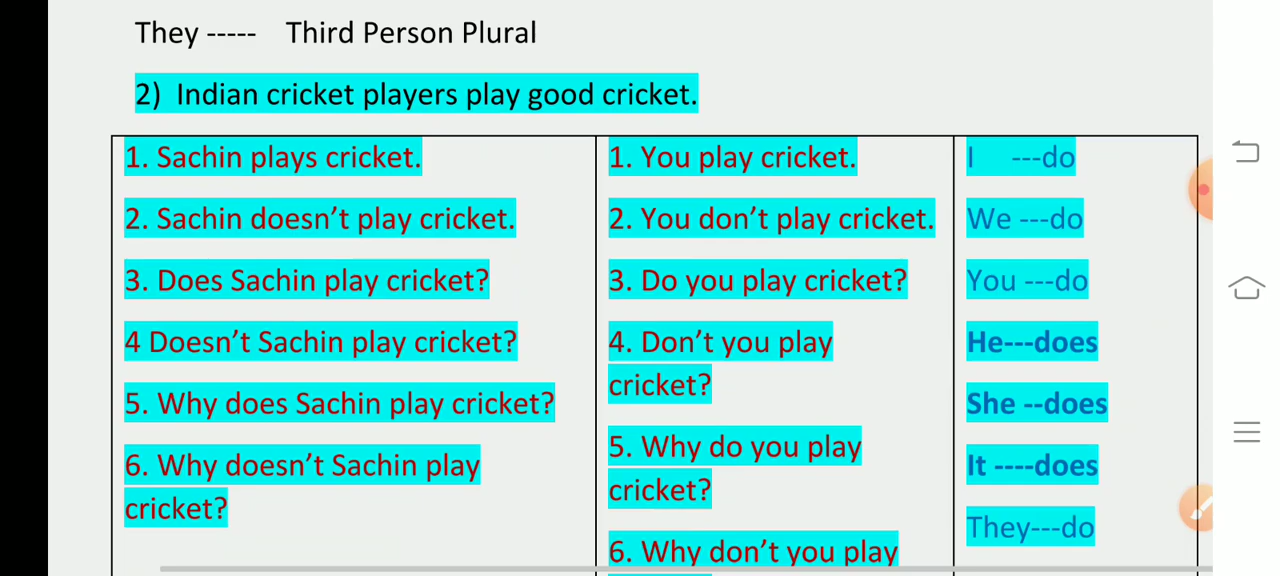 They ----- Third Person Plural
2) Indian cricket players play good cricket.
1. Sachin plays cricket.
2. Sachin doesn't play cricket.
3. Does Sachin play cricket?
4 Doesn't Sachin play cricket?
5. Why does Sachin play cricket?
6. Why doesn't Sachin play
cricket?
1. You play cricket.
2. You don't play cricket.
3. Do you play cricket?
4. Don't you play
cricket?
5. Why do you play
cricket?
6. Why don't you play
I ---do
We ---do
You ---do
He---does
She --does
It ----does
They---do